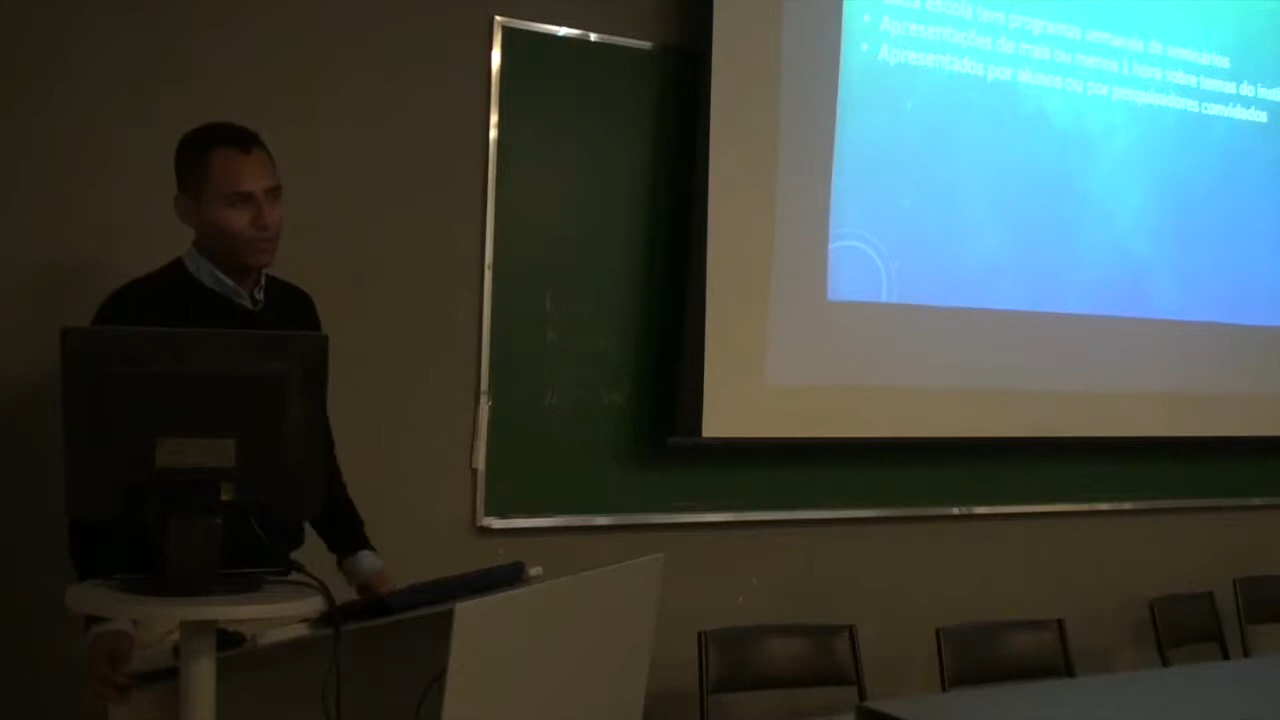 escola tem programas semanais de seminários
Apresentações de mais ou menos 1 hora sobre temas do
Apresentados por alunos ou por pesquisadores convidados